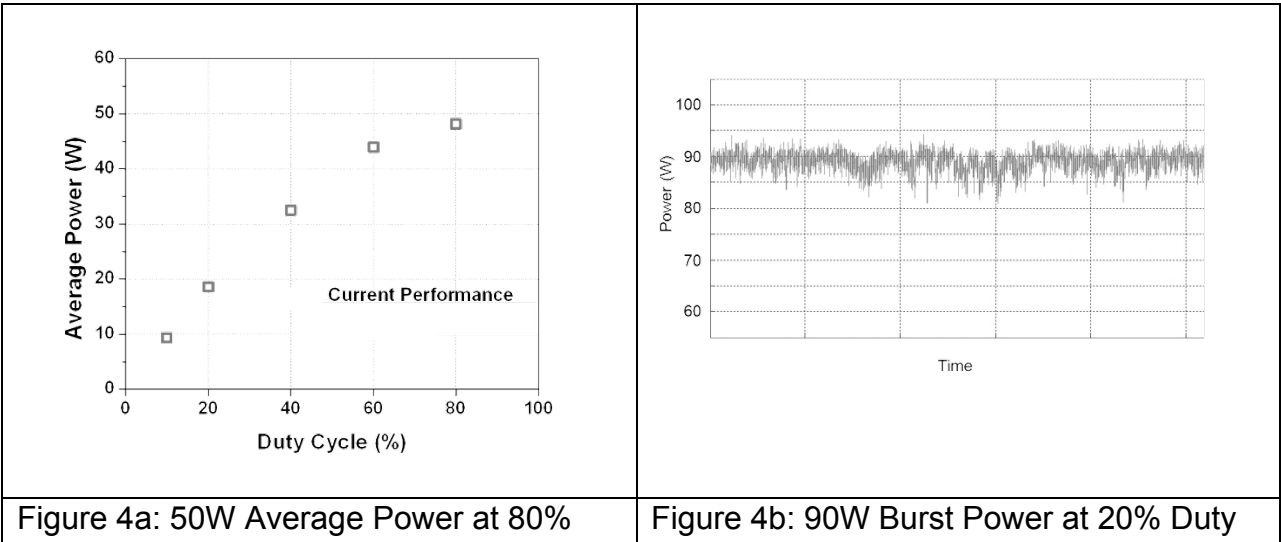 60
50
40
30
20
10
0
Average Power (W)
Current Performance
0 20 40 60 80 100
Duty Cycle (%)
100
90
80
70
60
Power (W)
Time
Figure 4a: 50W Average Power at 80%
Figure 4b: 90W Burst Power at 20% Duty